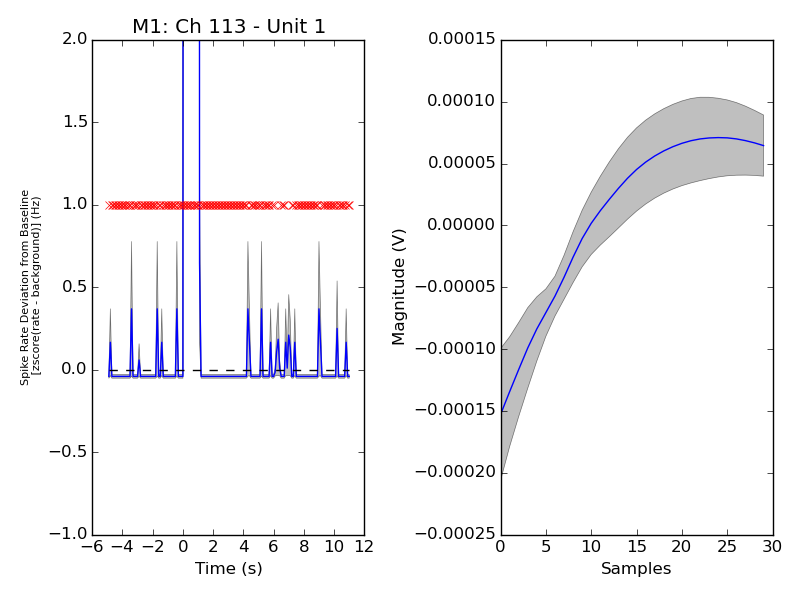 M1: Ch 113 - Unit 1
2.0
1.5
1.0
0.5
0.0
−0.5
−1.0
−6 −4 −2 0 2 4 6 8 10 12
Time (s)
Spike Rate Deviation from Baseline
[zscore(rate - background)] (Hz)
0.00015
0.00010
0.00005
0.00000
−0.00005
−0.00010
−0.00015
−0.00020
−0.00025
0 5 10 15 20 25 30
Samples
Magnitude (V)